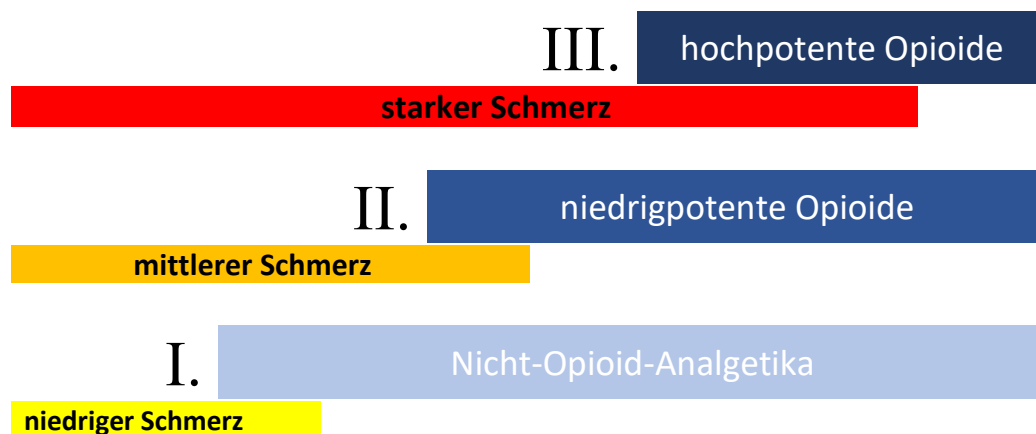 III. hochpotente Opioide
starker Schmerz
II. niedrigpotente Opioide
mittlerer Schmerz
I. Nicht-Opioid-Analgetika
niedriger Schmerz